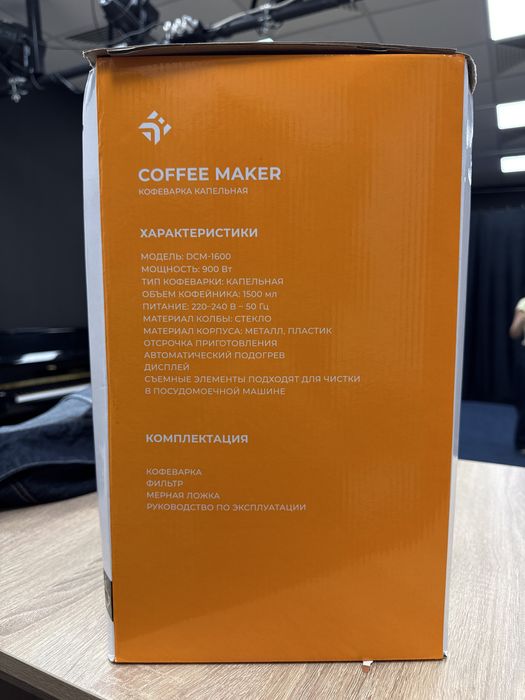 COFFEE MAKER
КОФЕВАРКА КАПЕЛЬНАЯ
ХАРАКТЕРИСТИКИ
МОДЕЛЬ: DCM-1600
МОЩНОСТЬ: 900 Вт
ТИП КОФЕВАРКИ: КАПЕЛЬНАЯ
ОБЪЕМ КОФЕЙНИКА: 1500 мл
ПИТАНИЕ: 220–240 В ~ 50 Гц
МАТЕРИАЛ КОЛБЫ: СТЕКЛО
МАТЕРИАЛ КОРПУСА: МЕТАЛЛ, ПЛАСТИК
ОТСРОЧКА ПРИГОТОВЛЕНИЯ
АВТОМАТИЧЕСКИЙ ПОДОГРЕВ
ДИСПЛЕЙ
СЪЕМНЫЕ ЭЛЕМЕНТЫ ПОДХОДЯТ ДЛЯ ЧИСТКИ
В ПОСУДОМОЕЧНОЙ МАШИНЕ
КОМПЛЕКТАЦИЯ
КОФЕВАРКА
ФИЛЬТР
МЕРНАЯ ЛОЖКА
РУКОВОДСТВО ПО ЭКСПЛУАТАЦИИ